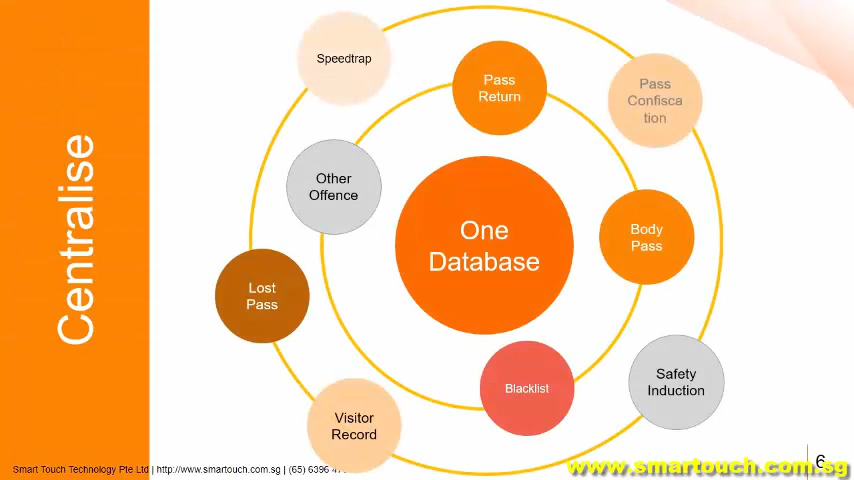 Centralise
Speedtrap
Pass
Return
Pass
Confisca
tion
Other
Offence
One
Database
Body
Pass
Lost
Pass
Blacklist
Safety
Induction
Visitor
Record
Smart Touch Technology Pte Ltd | http://www.smartouch.com.sg | (65) 6396
6
www.smartouch.com.sg